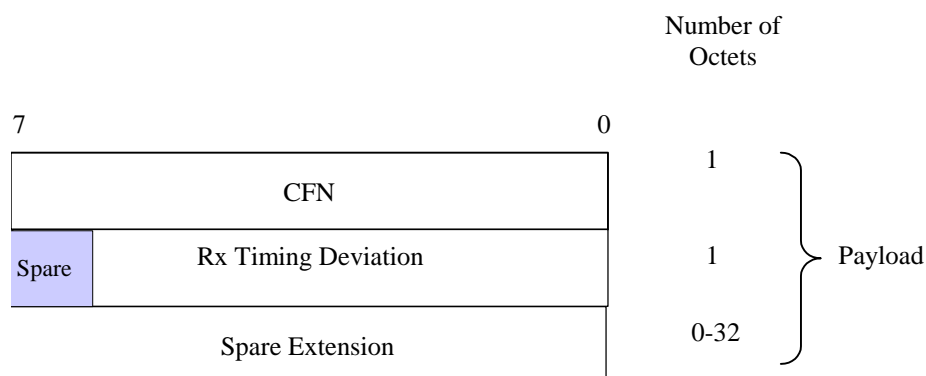 Number of
Octets
7 0
CFN 1
Spare Rx Timing Deviation 1 Payload
Spare Extension 0-32